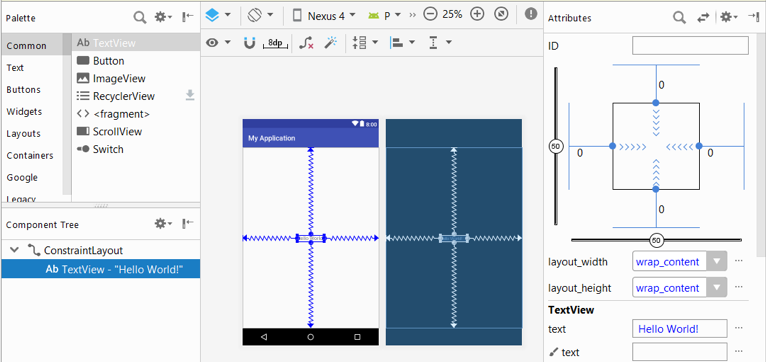 Palette
Common
Text
Buttons
Widgets
Layouts
Containers
Google
Legacy
Ab TextView
Button
ImageView
RecyclerView
<fragment>
ScrollView
Switch
Component Tree
ConstraintLayout
Ab TextView - "Hello World!"
Nexus 4
P
25%
8dp
8:00
My Application
Attributes
ID
0
0
0
0
50
50
layout_width
wrap_content
layout_height
wrap_content
TextView
text
Hello World!
text